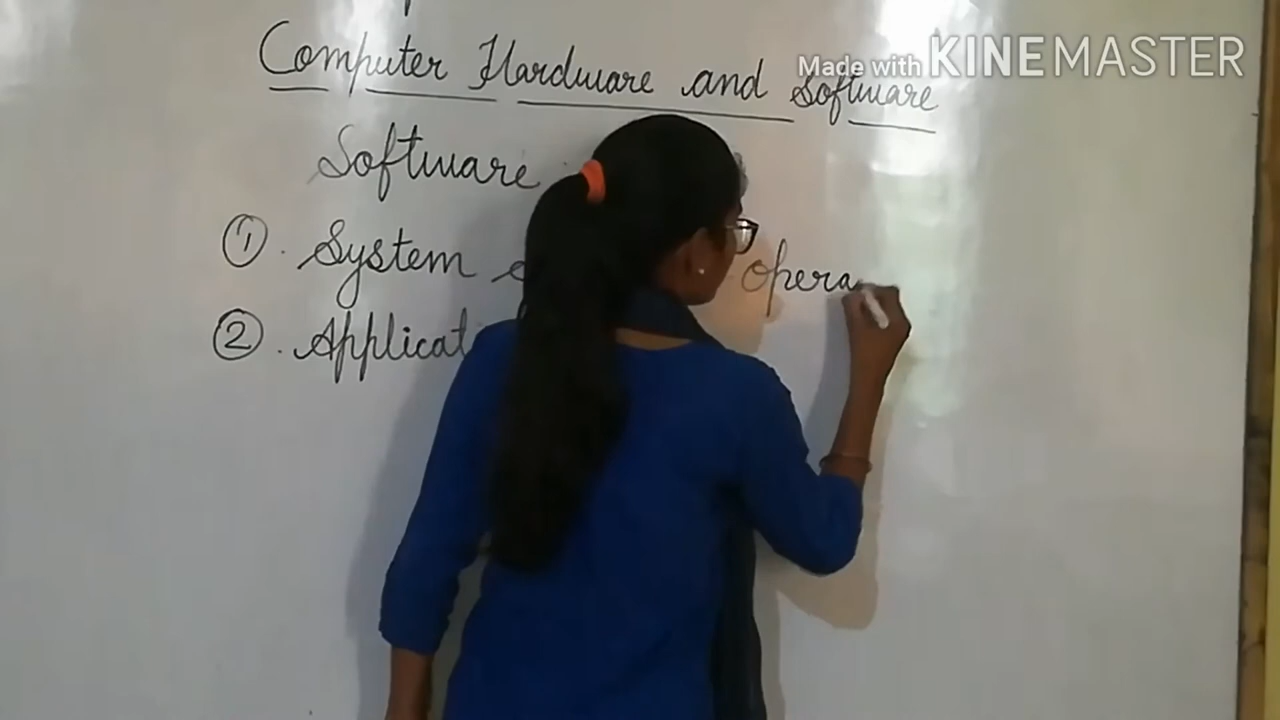 Computer Hardware and Software
Made with KINEMASTER
Software
① . System opera
② . Applicat